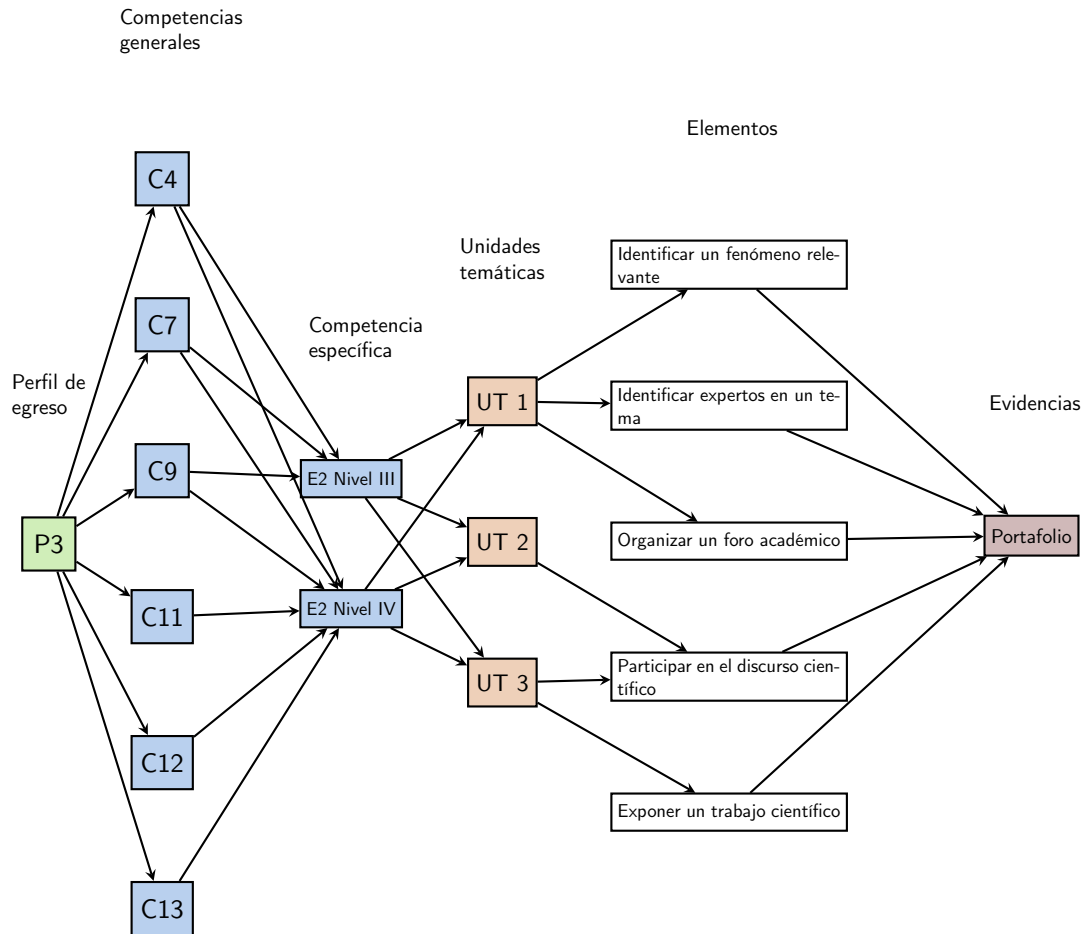 Competencias
generales
Elementos
C4
Unidades
temáticas
Identificar un fenómeno rele-
vante
C7
Competencia
específica
Perfil de
egreso
UT 1
Identificar expertos en un te-
ma
Evidencias
C9
E2 Nivel III
P3
UT 2
Organizar un foro académico
Portafolio
C11
E2 Nivel IV
UT 3
Participar en el discurso cien-
tífico
C12
Exponer un trabajo científico
C13